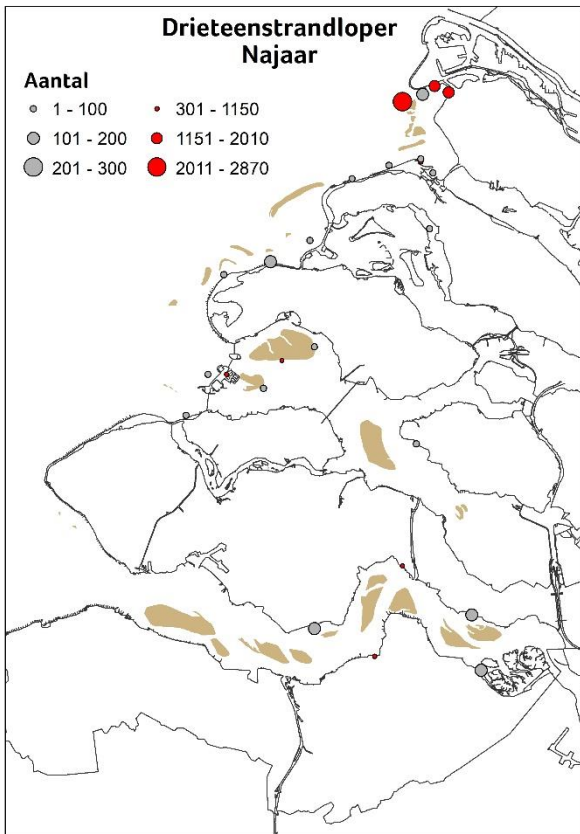 Drieteenstrandloper
Najaar
Aantal
1 - 100
301 - 1150
101 - 200
1151 - 2010
201 - 300
2011 - 2870